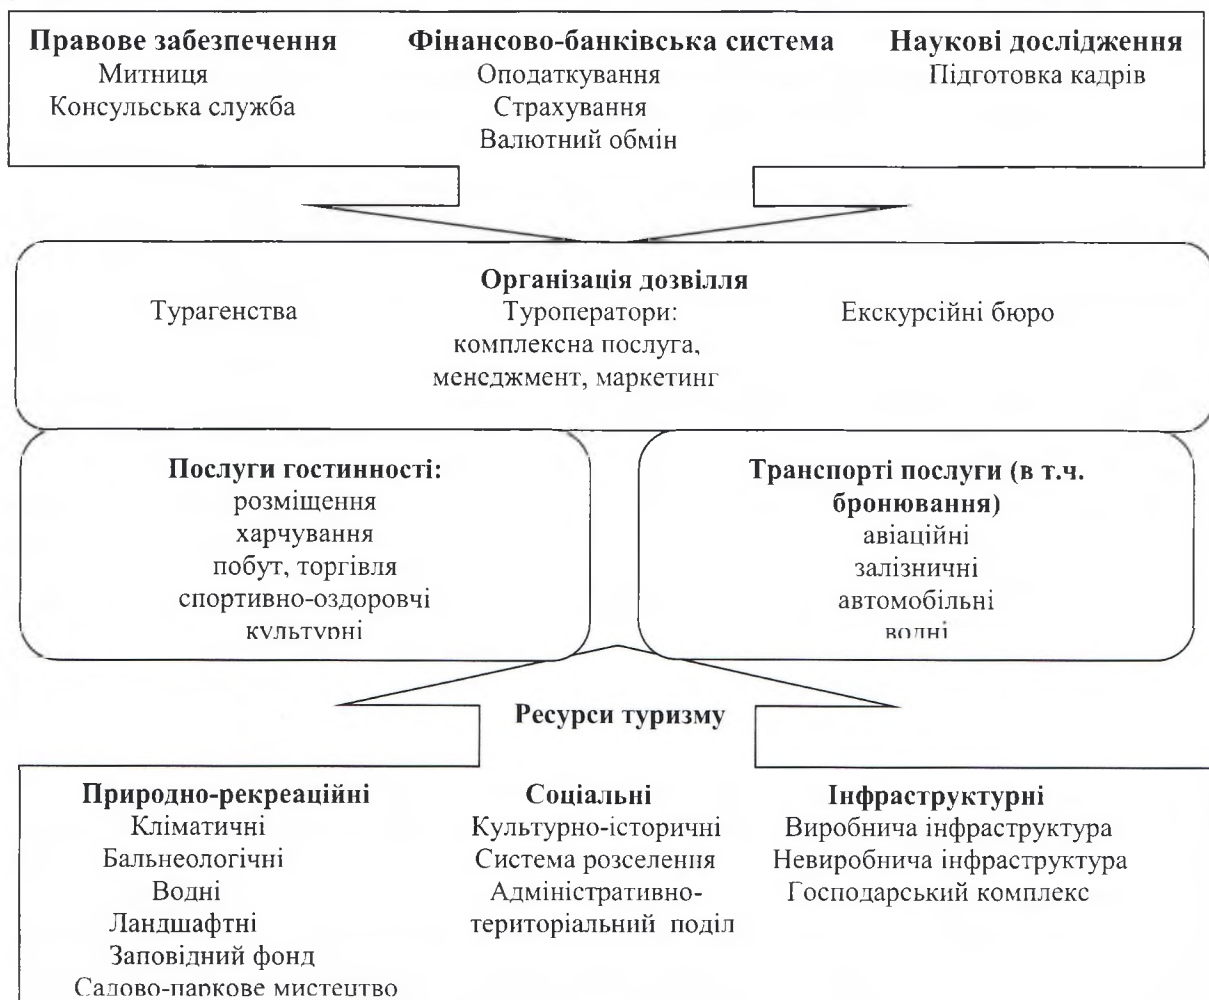 Правове забезпечення
Митниця
Консульська служба
Фінансово-банківська система
Оподаткування
Страхування
Валютний обмін
Наукові дослідження
Підготовка кадрів
Організація дозвілля
Турагенства
Туроператори:
комплексна послуга,
менеджмент, маркетинг
Екскурсійні бюро
Послуги гостинності:
розміщення
харчування
побут, торгівля
спортивно-оздоровчі
культурні
Транспорті послуги (в т.ч.
бронювання)
авіаційні
залізничні
автомобільні
водні
Ресурси туризму
Природно-рекреаційні
Кліматичні
Бальнеологічні
Водні
Ландшафтні
Заповідний фонд
Садово-паркове мистецтво
Соціальні
Культурно-історичні
Система розселення
Адміністративно-
територіальний поділ
Інфраструктурні
Виробнича інфраструктура
Невиробнича інфраструктура
Господарський комплекс